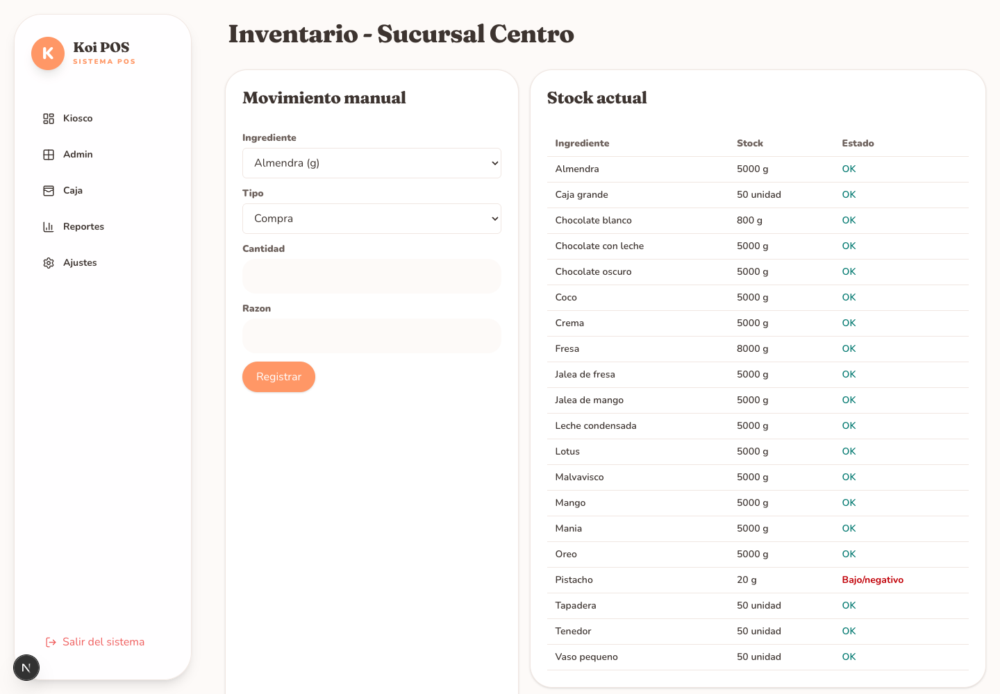 K
Koi POS
SISTEMA POS
Kiosco
Admin
Caja
Reportes
Ajustes
Salir del sistema
N
Inventario - Sucursal Centro
Movimiento manual
Ingrediente
Almendra (g)
Tipo
Compra
Cantidad
Razon
Registrar
Stock actual
Ingrediente Stock Estado
Almendra 5000 g OK
Caja grande 50 unidad OK
Chocolate blanco 800 g OK
Chocolate con leche 5000 g OK
Chocolate oscuro 5000 g OK
Coco 5000 g OK
Crema 5000 g OK
Fresa 8000 g OK
Jalea de fresa 5000 g OK
Jalea de mango 5000 g OK
Leche condensada 5000 g OK
Lotus 5000 g OK
Malvavisco 5000 g OK
Mango 5000 g OK
Mania 5000 g OK
Oreo 5000 g OK
Pistacho 20 g Bajo/negativo
Tapadera 50 unidad OK
Tenedor 50 unidad OK
Vaso pequeno 50 unidad OK